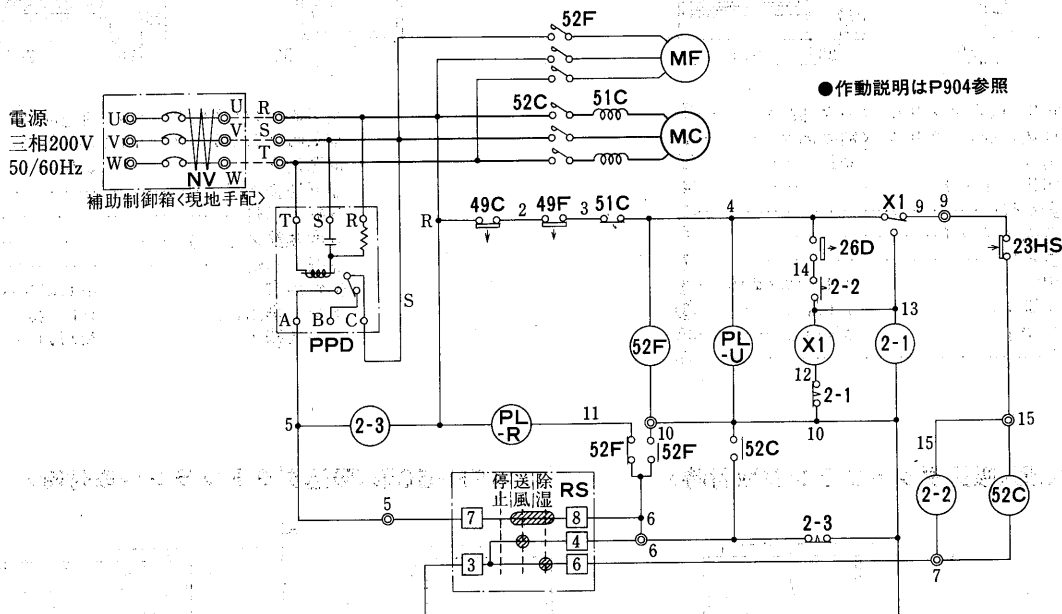 52F
MF
●作動説明はP904参照
電源
三相200V
50/60Hz
U U R
V V S
W W T
NV
補助制御箱〈現地手配〉
52C 51C
MC
T S R
A B C
PPD
S
R 49C 2 49F 3 51C 4 X1 9 9
26D
23HS
14 2-2
13
52F PL-U X1 2-1
12 2-1
5 2-3 PL-R 11 10 10 15
52F 52F 52C
15
2-2 52C
停止 送風 除湿 RS
5 7 8 6
4 6 2-3
3 6 7